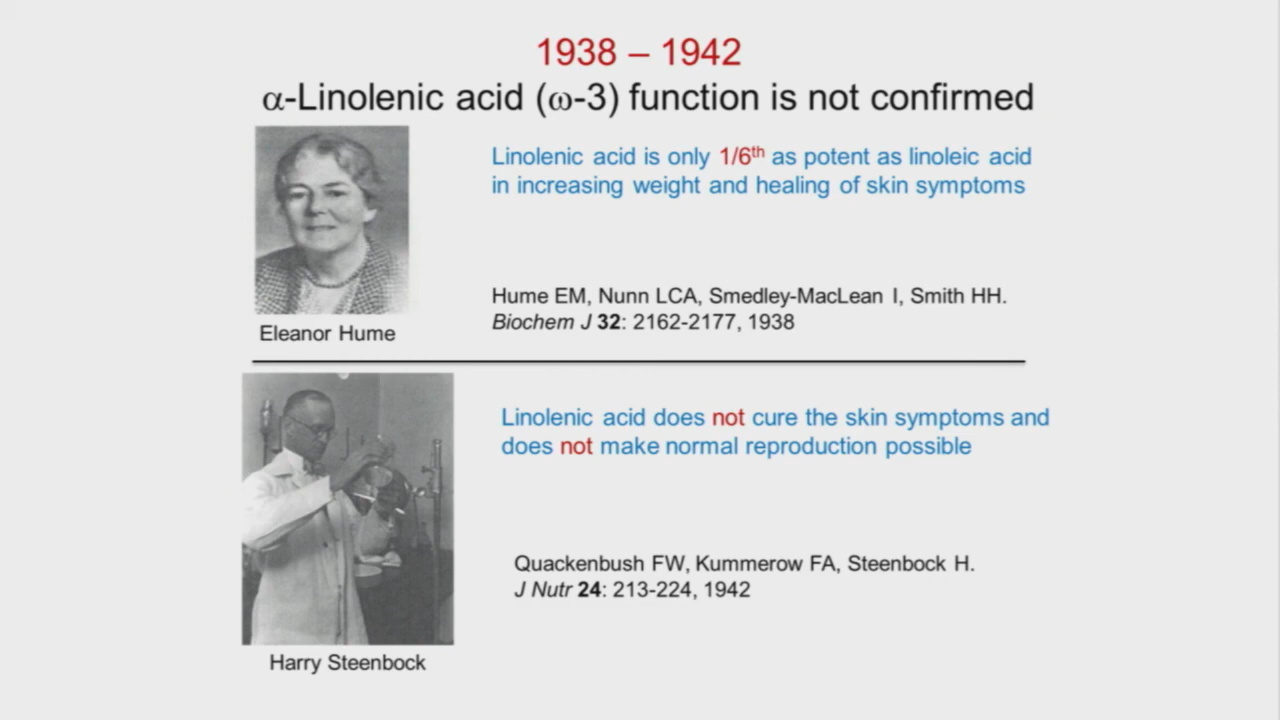 1938 – 1942
α-Linolenic acid (ω-3) function is not confirmed
Linolenic acid is only 1/6th as potent as linoleic acid
in increasing weight and healing of skin symptoms
Hume EM, Nunn LCA, Smedley-MacLean I, Smith HH.
Biochem J 32: 2162-2177, 1938
Eleanor Hume
Linolenic acid does not cure the skin symptoms and
does not make normal reproduction possible
Quackenbush FW, Kummerow FA, Steenbock H.
J Nutr 24: 213-224, 1942
Harry Steenbock